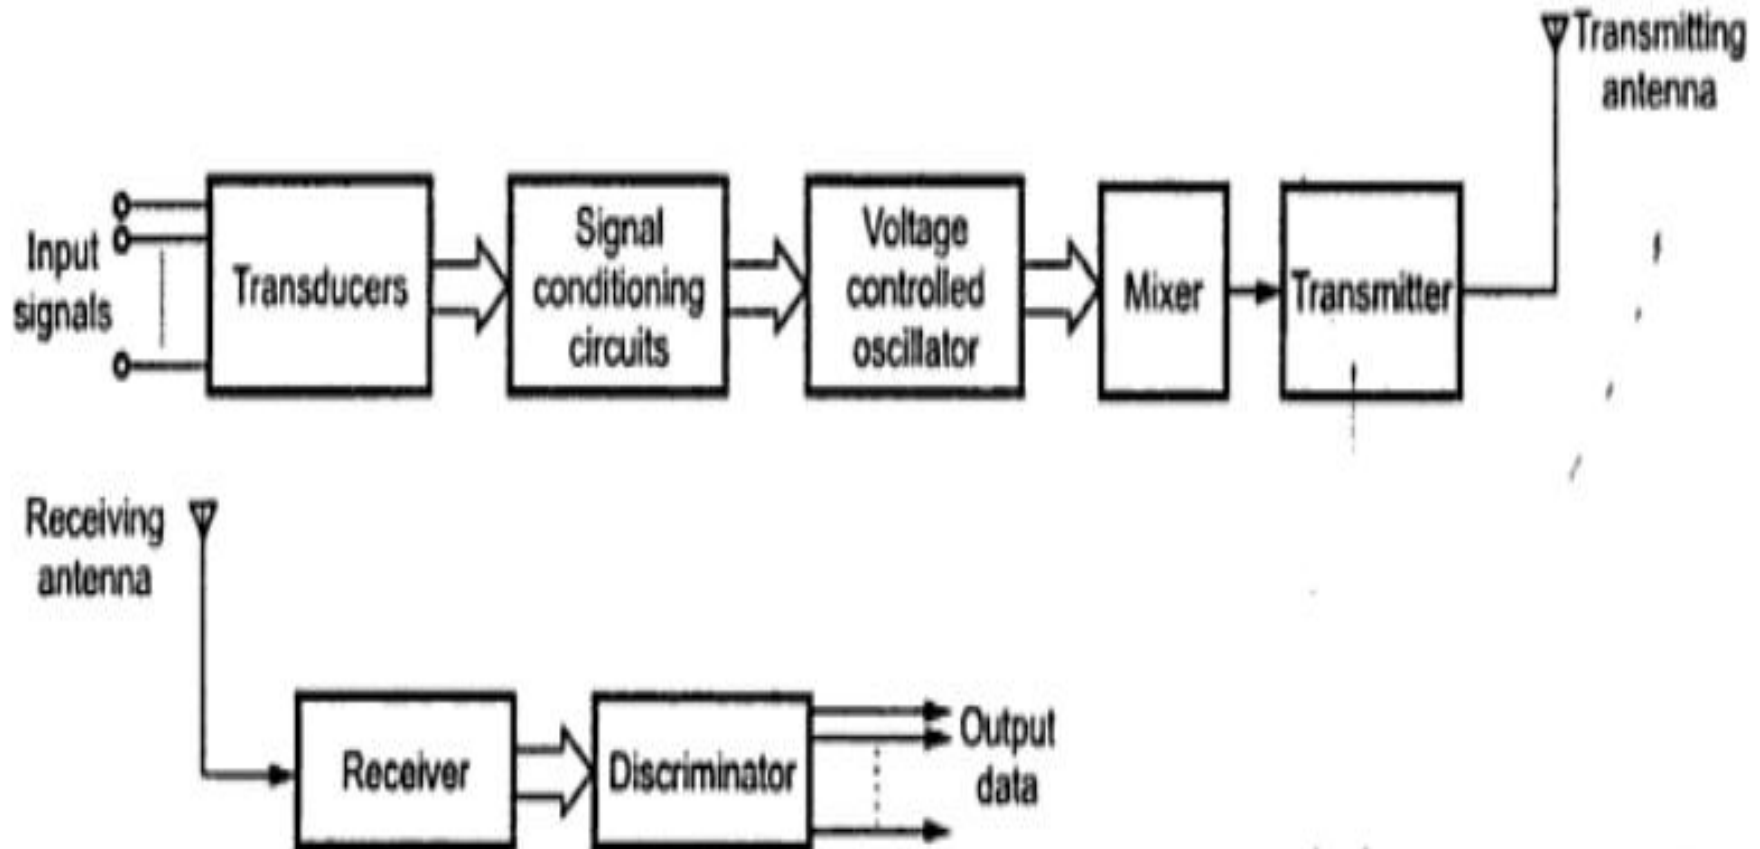 Transmitting
antenna
Input
signals
Transducers
Signal
conditioning
circuits
Voltage
controlled
oscillator
Mixer
Transmitter
Receiving
antenna
Receiver
Discriminator
Output
data